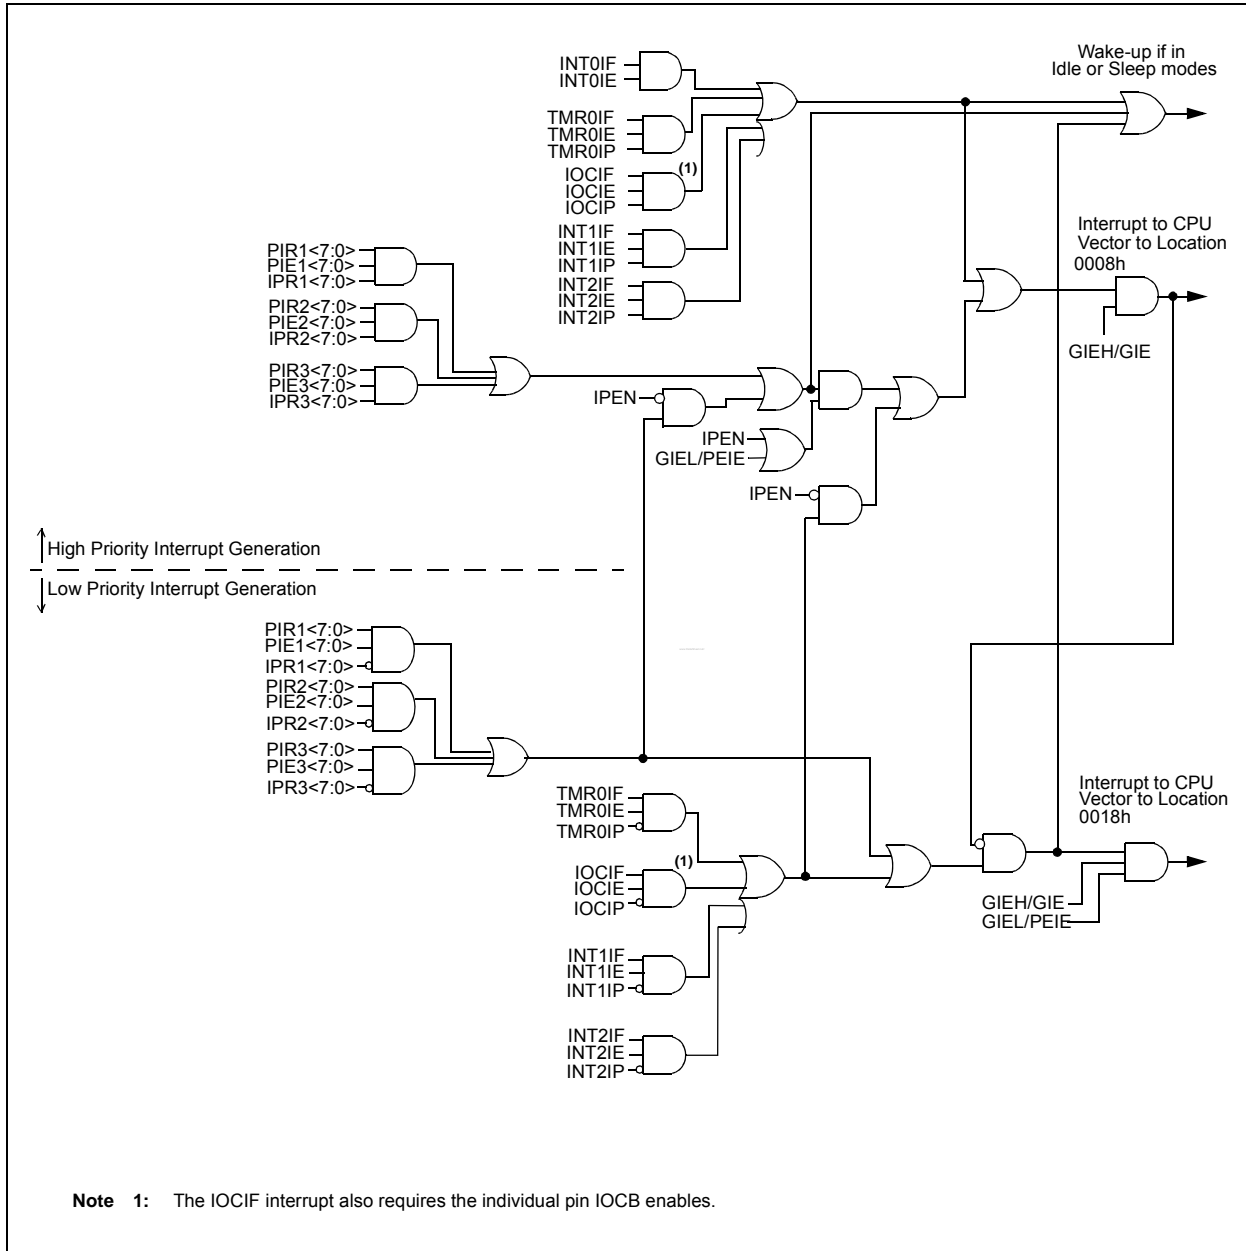 Wake-up if in
Idle or Sleep modes
INT0IF
INT0IE
TMR0IF
TMR0IE
TMR0IP
(1)
IOCIF
IOCIE
IOCIP
INT1IF
INT1IE
INT1IP
INT2IF
INT2IE
INT2IP
Interrupt to CPU
Vector to Location
0008h
GIEH/GIE
PIR1<7:0>
PIE1<7:0>
IPR1<7:0>
PIR2<7:0>
PIE2<7:0>
IPR2<7:0>
PIR3<7:0>
PIE3<7:0>
IPR3<7:0>
IPEN
IPEN
GIEL/PEIE
IPEN
High Priority Interrupt Generation
Low Priority Interrupt Generation
PIR1<7:0>
PIE1<7:0>
IPR1<7:0>
PIR2<7:0>
PIE2<7:0>
IPR2<7:0>
PIR3<7:0>
PIE3<7:0>
IPR3<7:0>
TMR0IF
TMR0IE
TMR0IP
(1)
IOCIF
IOCIE
IOCIP
INT1IF
INT1IE
INT1IP
INT2IF
INT2IE
INT2IP
Interrupt to CPU
Vector to Location
0018h
GIEH/GIE
GIEL/PEIE
Note 1: The IOCIF interrupt also requires the individual pin IOCB enables.